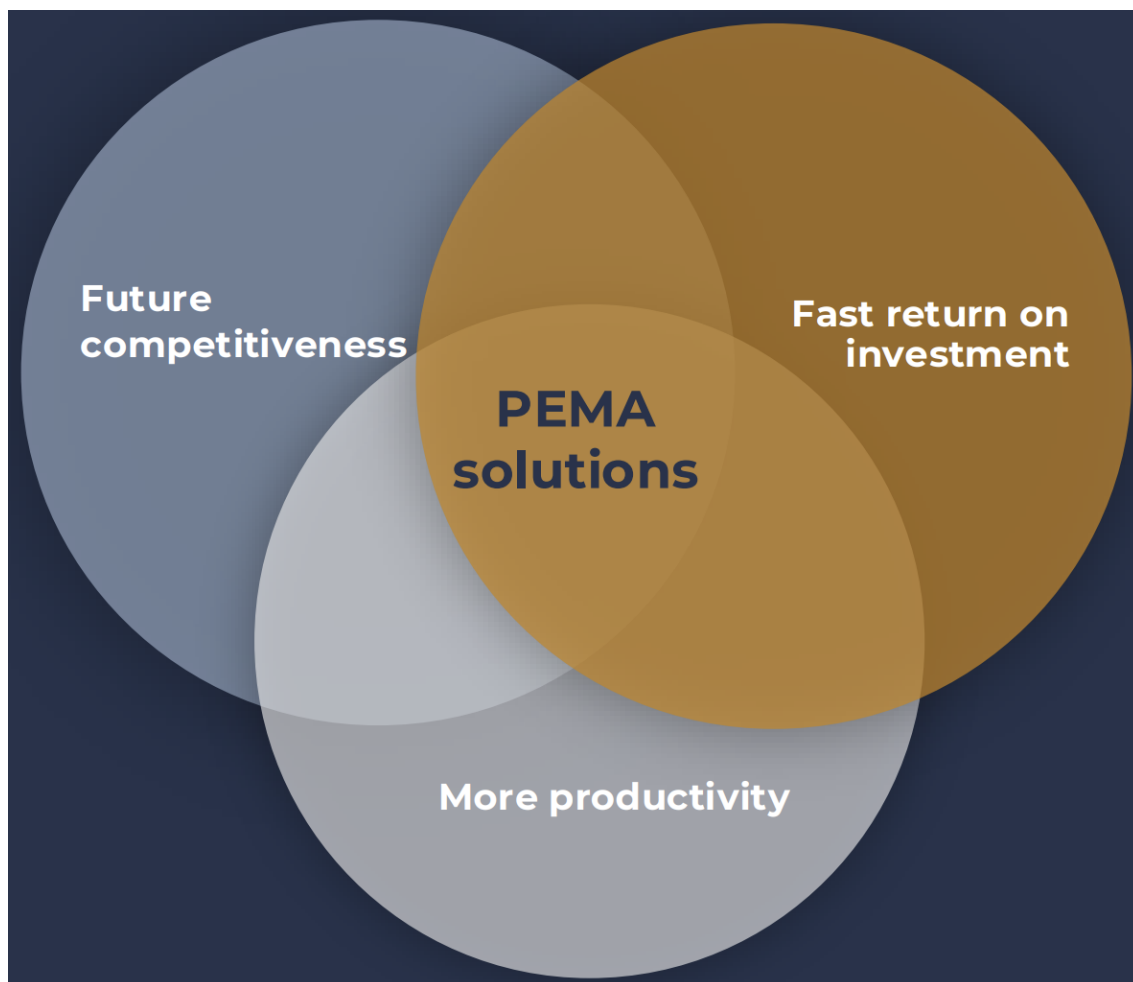 Future
competitiveness
Fast return on
investment
PEMA
solutions
More productivity